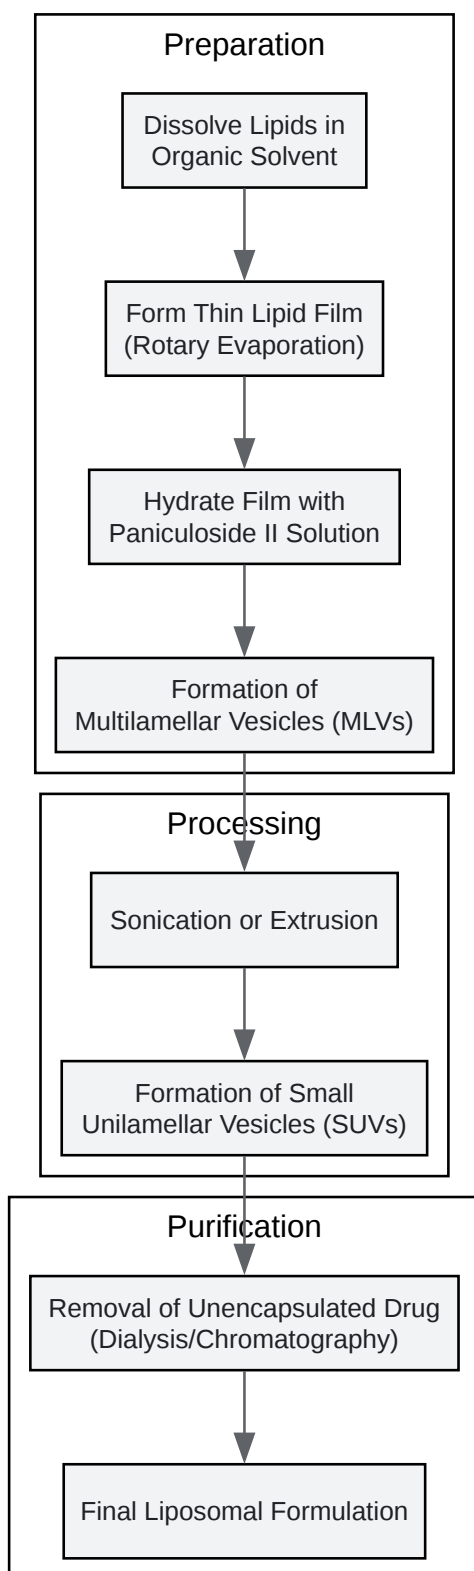 Preparation
Dissolve Lipids in
Organic Solvent
Form Thin Lipid Film
(Rotary Evaporation)
Hydrate Film with
Paniculoside II Solution
Formation of
Multilamellar Vesicles (MLVs)
Processing
Sonication or Extrusion
Formation of Small
Unilamellar Vesicles (SUVs)
Purification
Removal of Unencapsulated Drug
(Dialysis/Chromatography)
Final Liposomal Formulation